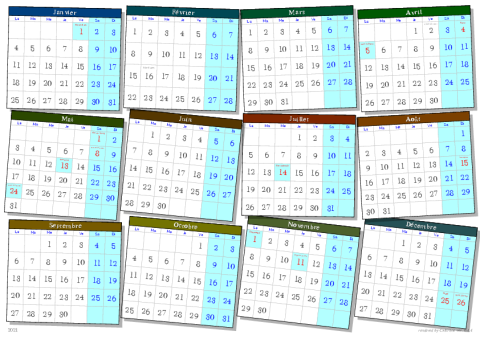 Janvier
Lu Ma Me Je Ve Sa Di
1 2 3
4 5 6 7 8 9 10
11 12 13 14 15 16 17
18 19 20 21 22 23 24
25 26 27 28 29 30 31
Février
Lu Ma Me Je Ve Sa Di
1 2 3 4 5 6 7
8 9 10 11 12 13 14
15 16 17 18 19 20 21
22 23 24 25 26 27 28
Mars
Lu Ma Me Je Ve Sa Di
1 2 3 4 5 6 7
8 9 10 11 12 13 14
15 16 17 18 19 20 21
22 23 24 25 26 27 28
29 30 31
Avril
Lu Ma Me Je Ve Sa Di
1 2 3 4
5 6 7 8 9 10 11
12 13 14 15 16 17 18
19 20 21 22 23 24 25
26 27 28 29 30
Mai
Lu Ma Me Je Ve Sa Di
1 2
3 4 5 6 7 8 9
10 11 12 13 14 15 16
17 18 19 20 21 22 23
24 25 26 27 28 29 30
31
Juin
Lu Ma Me Je Ve Sa Di
1 2 3 4 5 6
7 8 9 10 11 12 13
14 15 16 17 18 19 20
21 22 23 24 25 26 27
28 29 30
Juillet
Lu Ma Me Je Ve Sa Di
1 2 3 4
5 6 7 8 9 10 11
12 13 14 15 16 17 18
19 20 21 22 23 24 25
26 27 28 29 30 31
Août
Lu Ma Me Je Ve Sa Di
1
2 3 4 5 6 7 8
9 10 11 12 13 14 15
16 17 18 19 20 21 22
23 24 25 26 27 28 29
30 31
Septembre
Lu Ma Me Je Ve Sa Di
1 2 3 4 5
6 7 8 9 10 11 12
13 14 15 16 17 18 19
20 21 22 23 24 25 26
27 28 29 30
Octobre
Lu Ma Me Je Ve Sa Di
1 2 3
4 5 6 7 8 9 10
11 12 13 14 15 16 17
18 19 20 21 22 23 24
25 26 27 28 29 30 31
Novembre
Lu Ma Me Je Ve Sa Di
1 2 3 4 5 6 7
8 9 10 11 12 13 14
15 16 17 18 19 20 21
22 23 24 25 26 27 28
29 30
Décembre
Lu Ma Me Je Ve Sa Di
1 2 3 4 5
6 7 8 9 10 11 12
13 14 15 16 17 18 19
20 21 22 23 24 25 26
27 28 29 30 31
2021